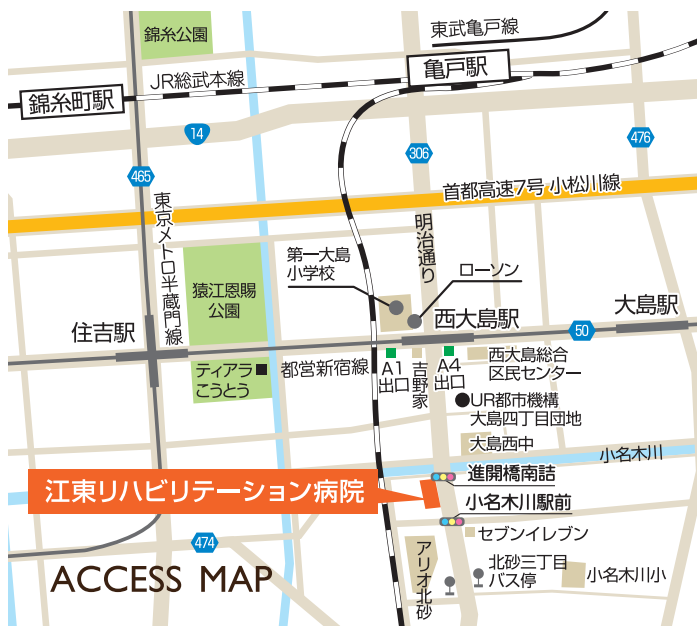 錦糸公園
東武亀戸線
亀戸駅
JR総武本線
錦糸町駅
14
306
476
465
首都高速7号 小松川線
東京メトロ半蔵門線
明治通り
第一大島
小学校
ローソン
猿江恩賜
公園
住吉駅
西大島駅
50
大島駅
ティアラ
こうとう
都営新宿線
A1
出口
吉野家
A4
出口
西大島総合
区民センター
UR都市機構
大島四丁目団地
大島西中
小名木川
進開橋南詰
江東リハビリテーション病院
小名木川駅前
セブンイレブン
474
アリオ北砂
北砂三丁目
バス停
小名木川小
ACCESS MAP